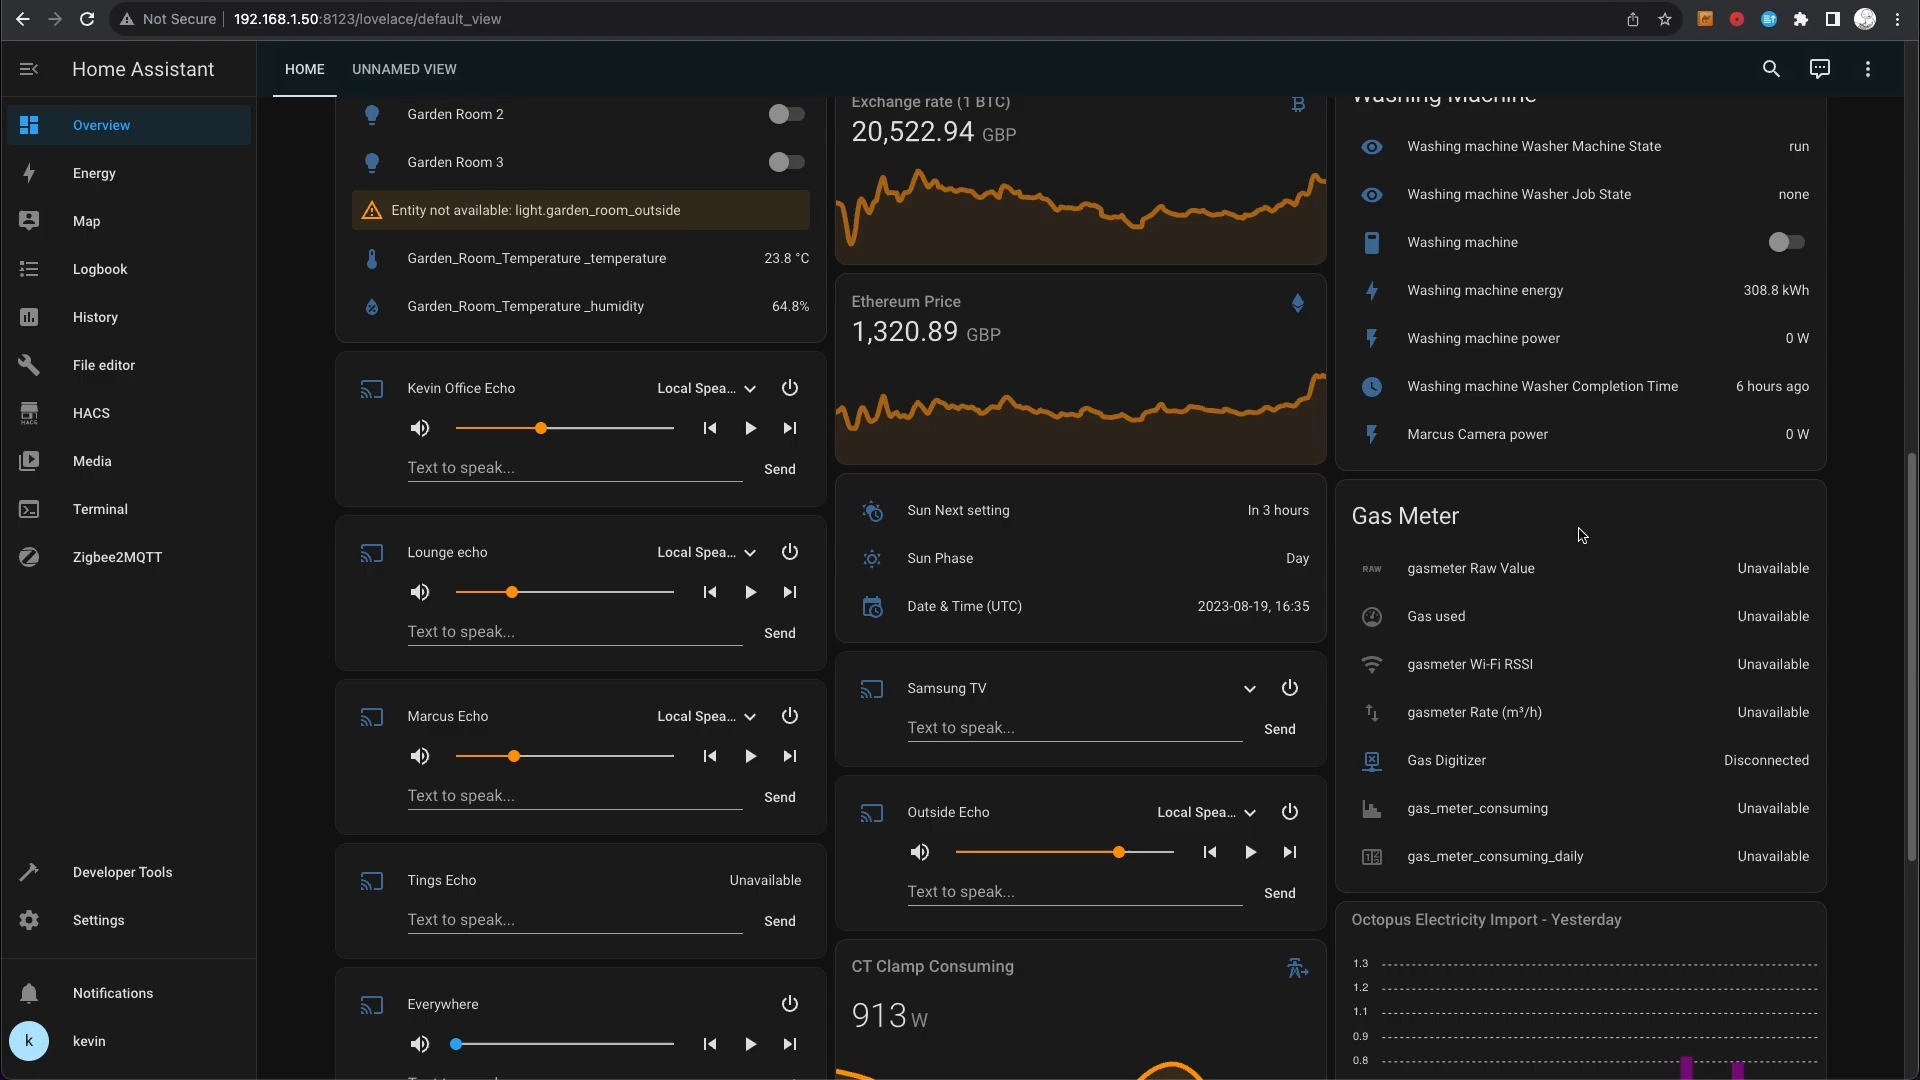 Not Secure
192.168.1.50:8123/lovelace/default_view
Home Assistant
HOME
UNNAMED VIEW
Overview
Energy
Map
Logbook
History
File editor
HACS
HACS
Media
Terminal
Zigbee2MQTT
Developer Tools
Settings
Notifications
k
kevin
Garden Room 2
Garden Room 3
Entity not available: light.garden_room_outside
Garden_Room_Temperature _temperature 23.8 °C
Garden_Room_Temperature _humidity 64.8%
Kevin Office Echo Local Spea...
Text to speak... Send
Lounge echo Local Spea...
Text to speak... Send
Marcus Echo Local Spea...
Text to speak... Send
Tings Echo Unavailable
Text to speak... Send
Everywhere
Exchange rate (1 BTC)
20,522.94 GBP
Ethereum Price
1,320.89 GBP
Sun Next setting In 3 hours
Sun Phase Day
Date & Time (UTC) 2023-08-19, 16:35
Samsung TV
Text to speak... Send
Outside Echo Local Spea...
Text to speak... Send
CT Clamp Consuming
913 W
Washing Machine
Washing machine Washer Machine State run
Washing machine Washer Job State none
Washing machine
Washing machine energy 308.8 kWh
Washing machine power 0 W
Washing machine Washer Completion Time 6 hours ago
Marcus Camera power 0 W
Gas Meter
RAW gasmeter Raw Value Unavailable
Gas used Unavailable
gasmeter Wi-Fi RSSI Unavailable
gasmeter Rate (m³/h) Unavailable
Gas Digitizer Disconnected
gas_meter_consuming Unavailable
gas_meter_consuming_daily Unavailable
Octopus Electricity Import - Yesterday
1.3
1.2
1.1
0.9
0.8